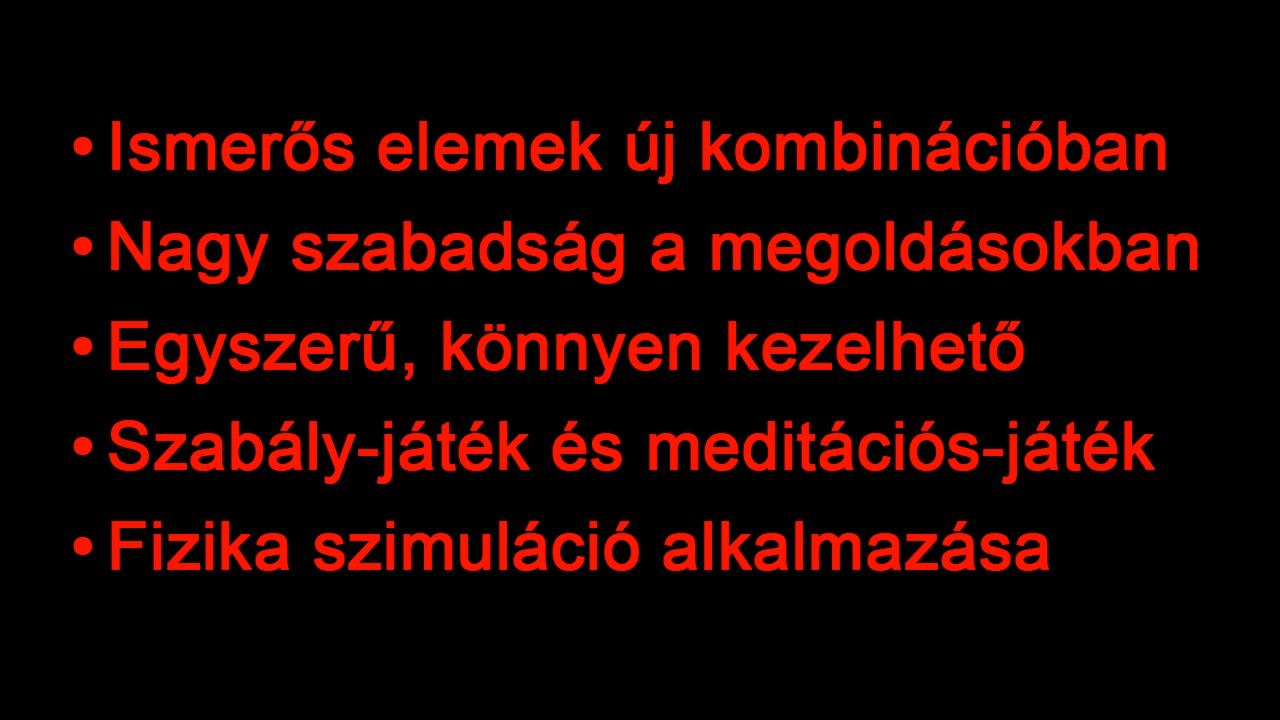 • Ismerős elemek új kombinációban
• Nagy szabadság a megoldásokban
• Egyszerű, könnyen kezelhető
• Szabály-játék és meditációs-játék
• Fizika szimuláció alkalmazása